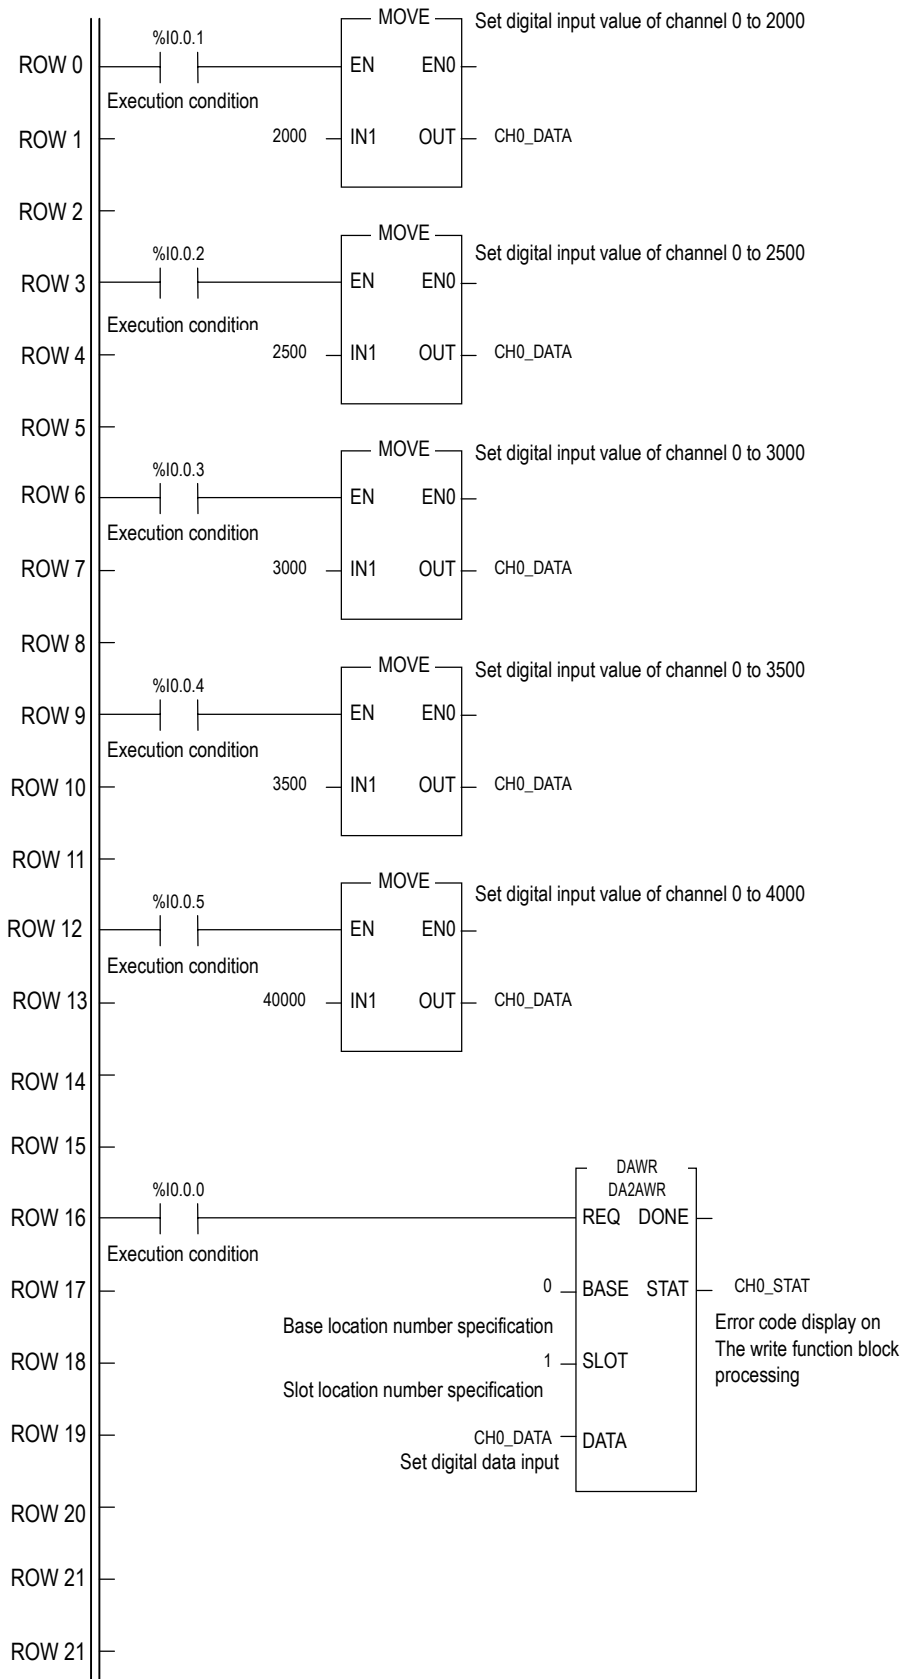 MOVE
Set digital input value of channel 0 to 2000
%I0.0.1
ROW 0
EN
EN0
Execution condition
ROW 1
2000
IN1
OUT
CH0_DATA
ROW 2
MOVE
%I0.0.2
Set digital input value of channel 0 to 2500
ROW 3
EN
EN0
Execution condition
ROW 4
2500
IN1
OUT
CH0_DATA
ROW 5
MOVE
Set digital input value of channel 0 to 3000
%I0.0.3
ROW 6
EN
EN0
Execution condition
ROW 7
3000
IN1
OUT
CH0_DATA
ROW 8
MOVE
Set digital input value of channel 0 to 3500
%I0.0.4
ROW 9
EN
EN0
Execution condition
ROW 10
3500
IN1
OUT
CH0_DATA
ROW 11
MOVE
Set digital input value of channel 0 to 4000
%I0.0.5
ROW 12
EN
EN0
Execution condition
ROW 13
40000
IN1
OUT
CH0_DATA
ROW 14
ROW 15
DAWR
DA2AWR
%I0.0.0
ROW 16
REQ
DONE
Execution condition
ROW 17
0
BASE
STAT
CH0_STAT
Base location number specification
Error code display on
The write function block
processing
ROW 18
1
SLOT
Slot location number specification
ROW 19
CH0_DATA
DATA
Set digital data input
ROW 20
ROW 21
ROW 21